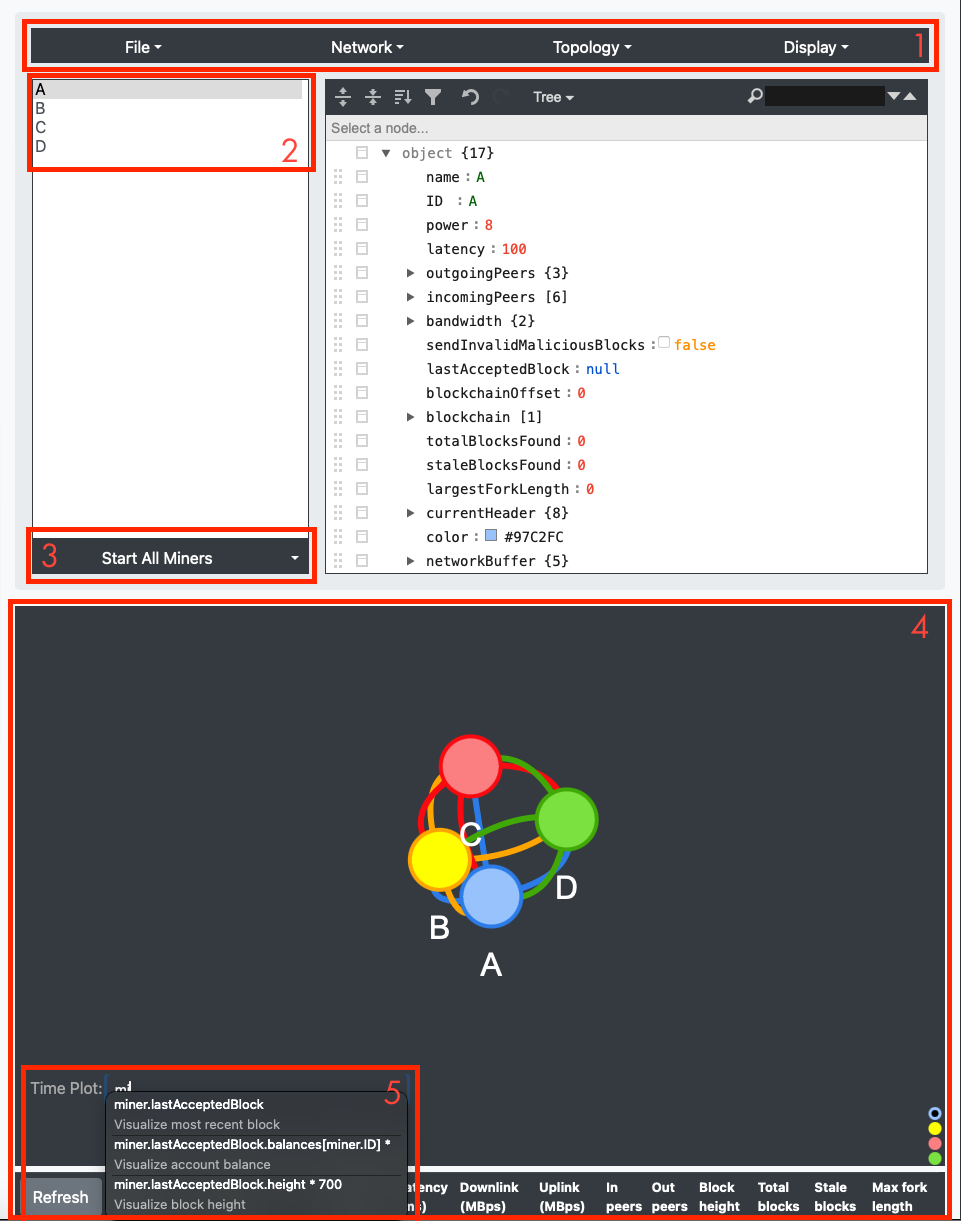 File Network Topology Display 1
A
B
C
D
2
Tree
Select a node...
object {17}
name : A
ID : A
power : 8
latency : 100
outgoingPeers {3}
incomingPeers [6]
bandwidth {2}
sendInvalidMaliciousBlocks : false
lastAcceptedBlock : null
blockchainOffset : 0
blockchain [1]
totalBlocksFound : 0
staleBlocksFound : 0
largestForkLength : 0
currentHeader {8}
color : #97C2FC
networkBuffer {5}
3 Start All Miners
4
C
D
B
A
Time Plot: mi 5
miner.lastAcceptedBlock
Visualize most recent block
miner.lastAcceptedBlock.balances[miner.ID] *
Visualize account balance
miner.lastAcceptedBlock.height * 700
Visualize block height
Refresh
Downlink Uplink In Out Block Total Stale Max fork
(MBps) (MBps) peers peers height blocks blocks length